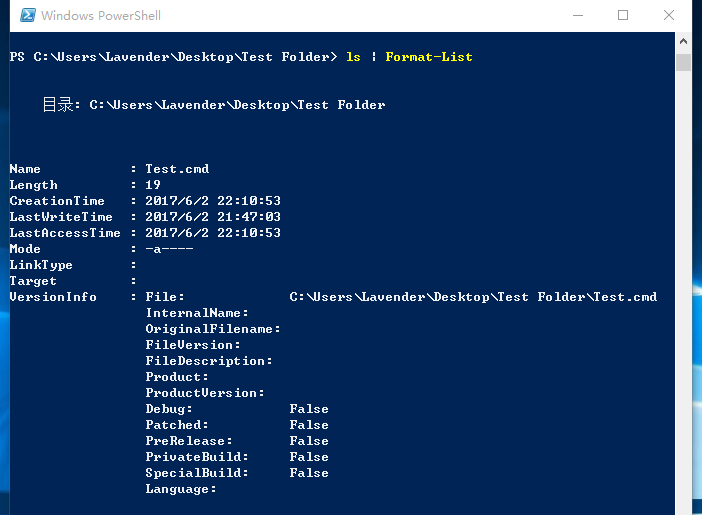 Windows PowerShell
PS C:\Users\Lavender\Desktop\Test Folder> ls | Format-List
目录: C:\Users\Lavender\Desktop\Test Folder
Name : Test.cmd
Length : 19
CreationTime : 2017/6/2 22:10:53
LastWriteTime : 2017/6/2 21:47:03
LastAccessTime : 2017/6/2 22:10:53
Mode : -a----
LinkType :
Target :
VersionInfo : File: C:\Users\Lavender\Desktop\Test Folder\Test.cmd
InternalName:
OriginalFilename:
FileVersion:
FileDescription:
Product:
ProductVersion:
Debug: False
Patched: False
PreRelease: False
PrivateBuild: False
SpecialBuild: False
Language: